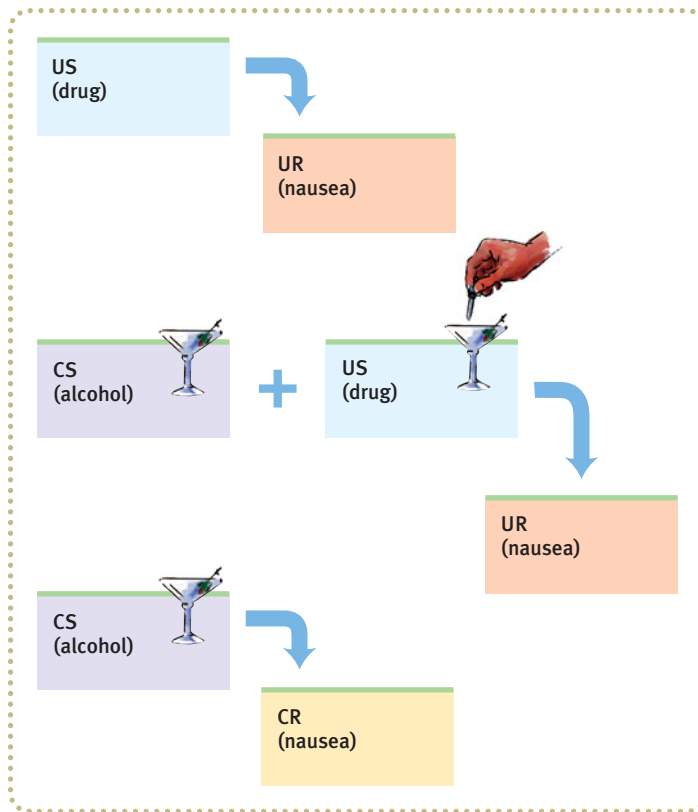 US
(drug)
UR
(nausea)
CS
(alcohol)
US
(drug)
UR
(nausea)
CS
(alcohol)
CR
(nausea)